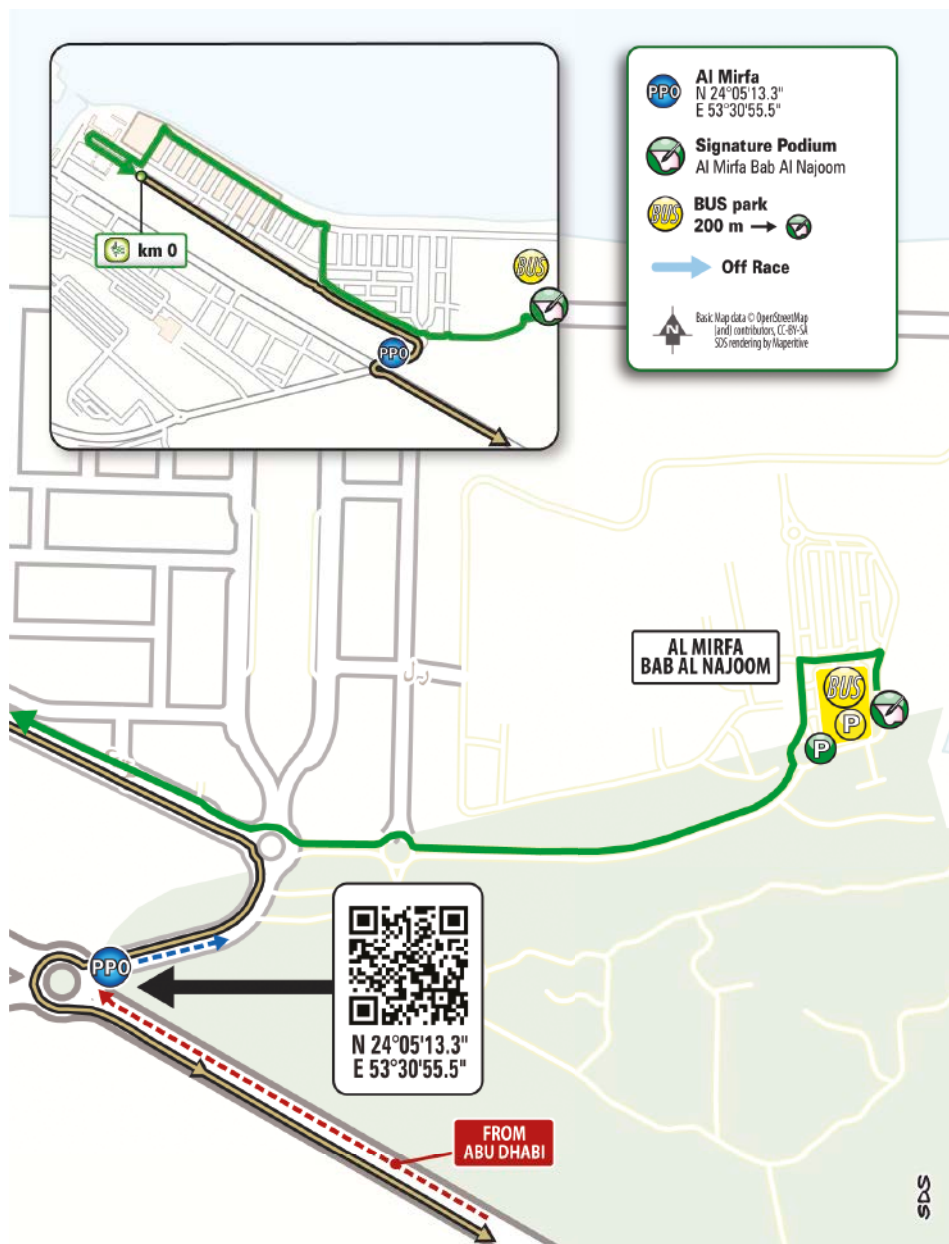 km 0
BUS
PPO
PPO
Al Mirfa
N 24°05'13.3"
E 53°30'55.5"
Signature Podium
Al Mirfa Bab Al Najoom
BUS
BUS park
200 m
Off Race
N
Basic Map data © OpenStreetMap
(and) contributors, CC-BY-SA
SDS rendering by Maperitive
AL MIRFA
BAB AL NAJOOM
BUS
P
P
PPO
N 24°05'13.3"
E 53°30'55.5"
FROM
ABU DHABI
SDS